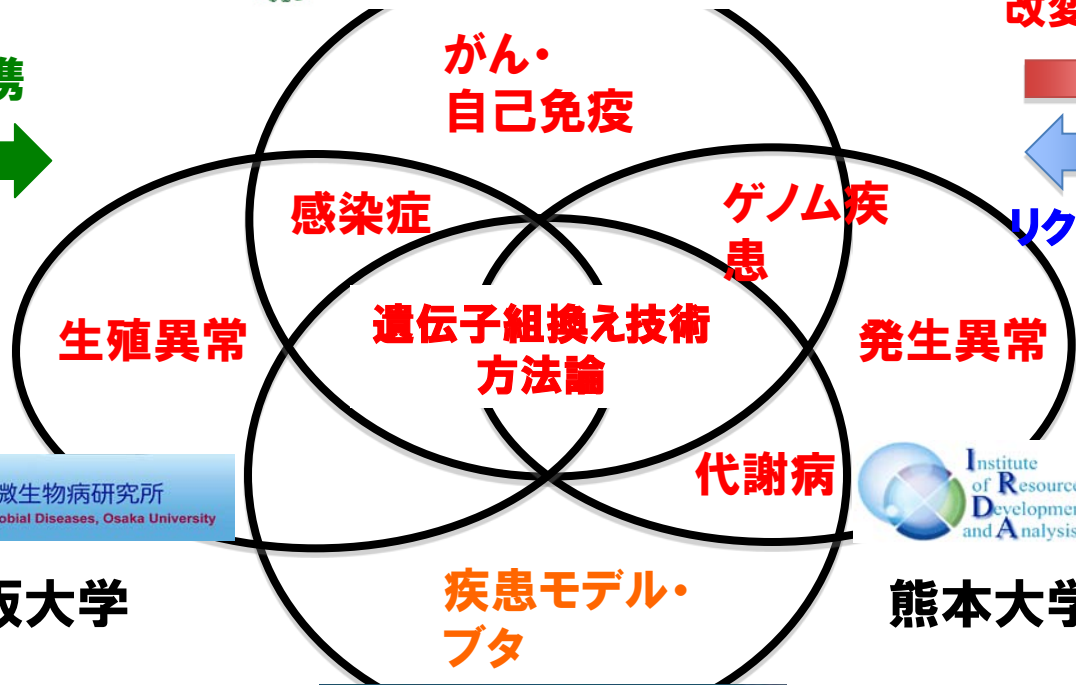 がん・
自己免疫
携
感染症
ゲノム疾
患
リク
生殖異常
遺伝子組換え技術
方法論
発生異常
代謝病
微生物病研究所
obial Diseases, Osaka University
Institute
of Resource
Developmen
and Analysis
阪大学
疾患モデル・
ブタ
熊本大学